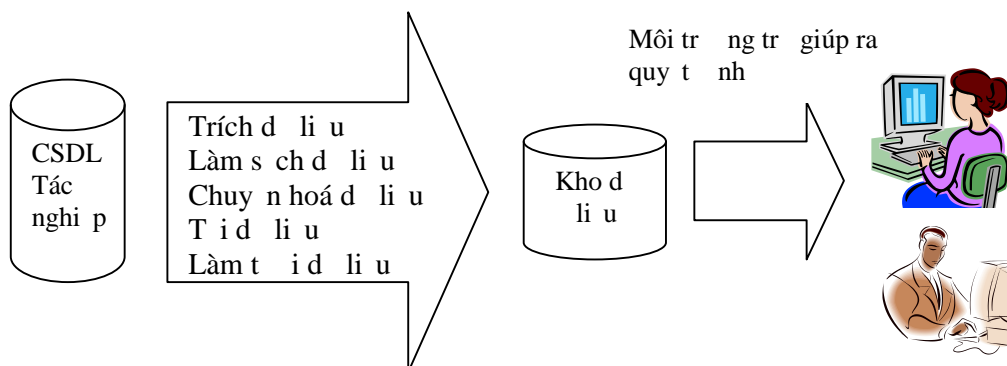 CSDL
Tác
nghi p
Trích d li u
Làm s ch d li u
Chuy n hoá d li u
T i d li u
Làm t i d li u
Kho d
li u
Môi tr ng tr giúp ra
quy t nh